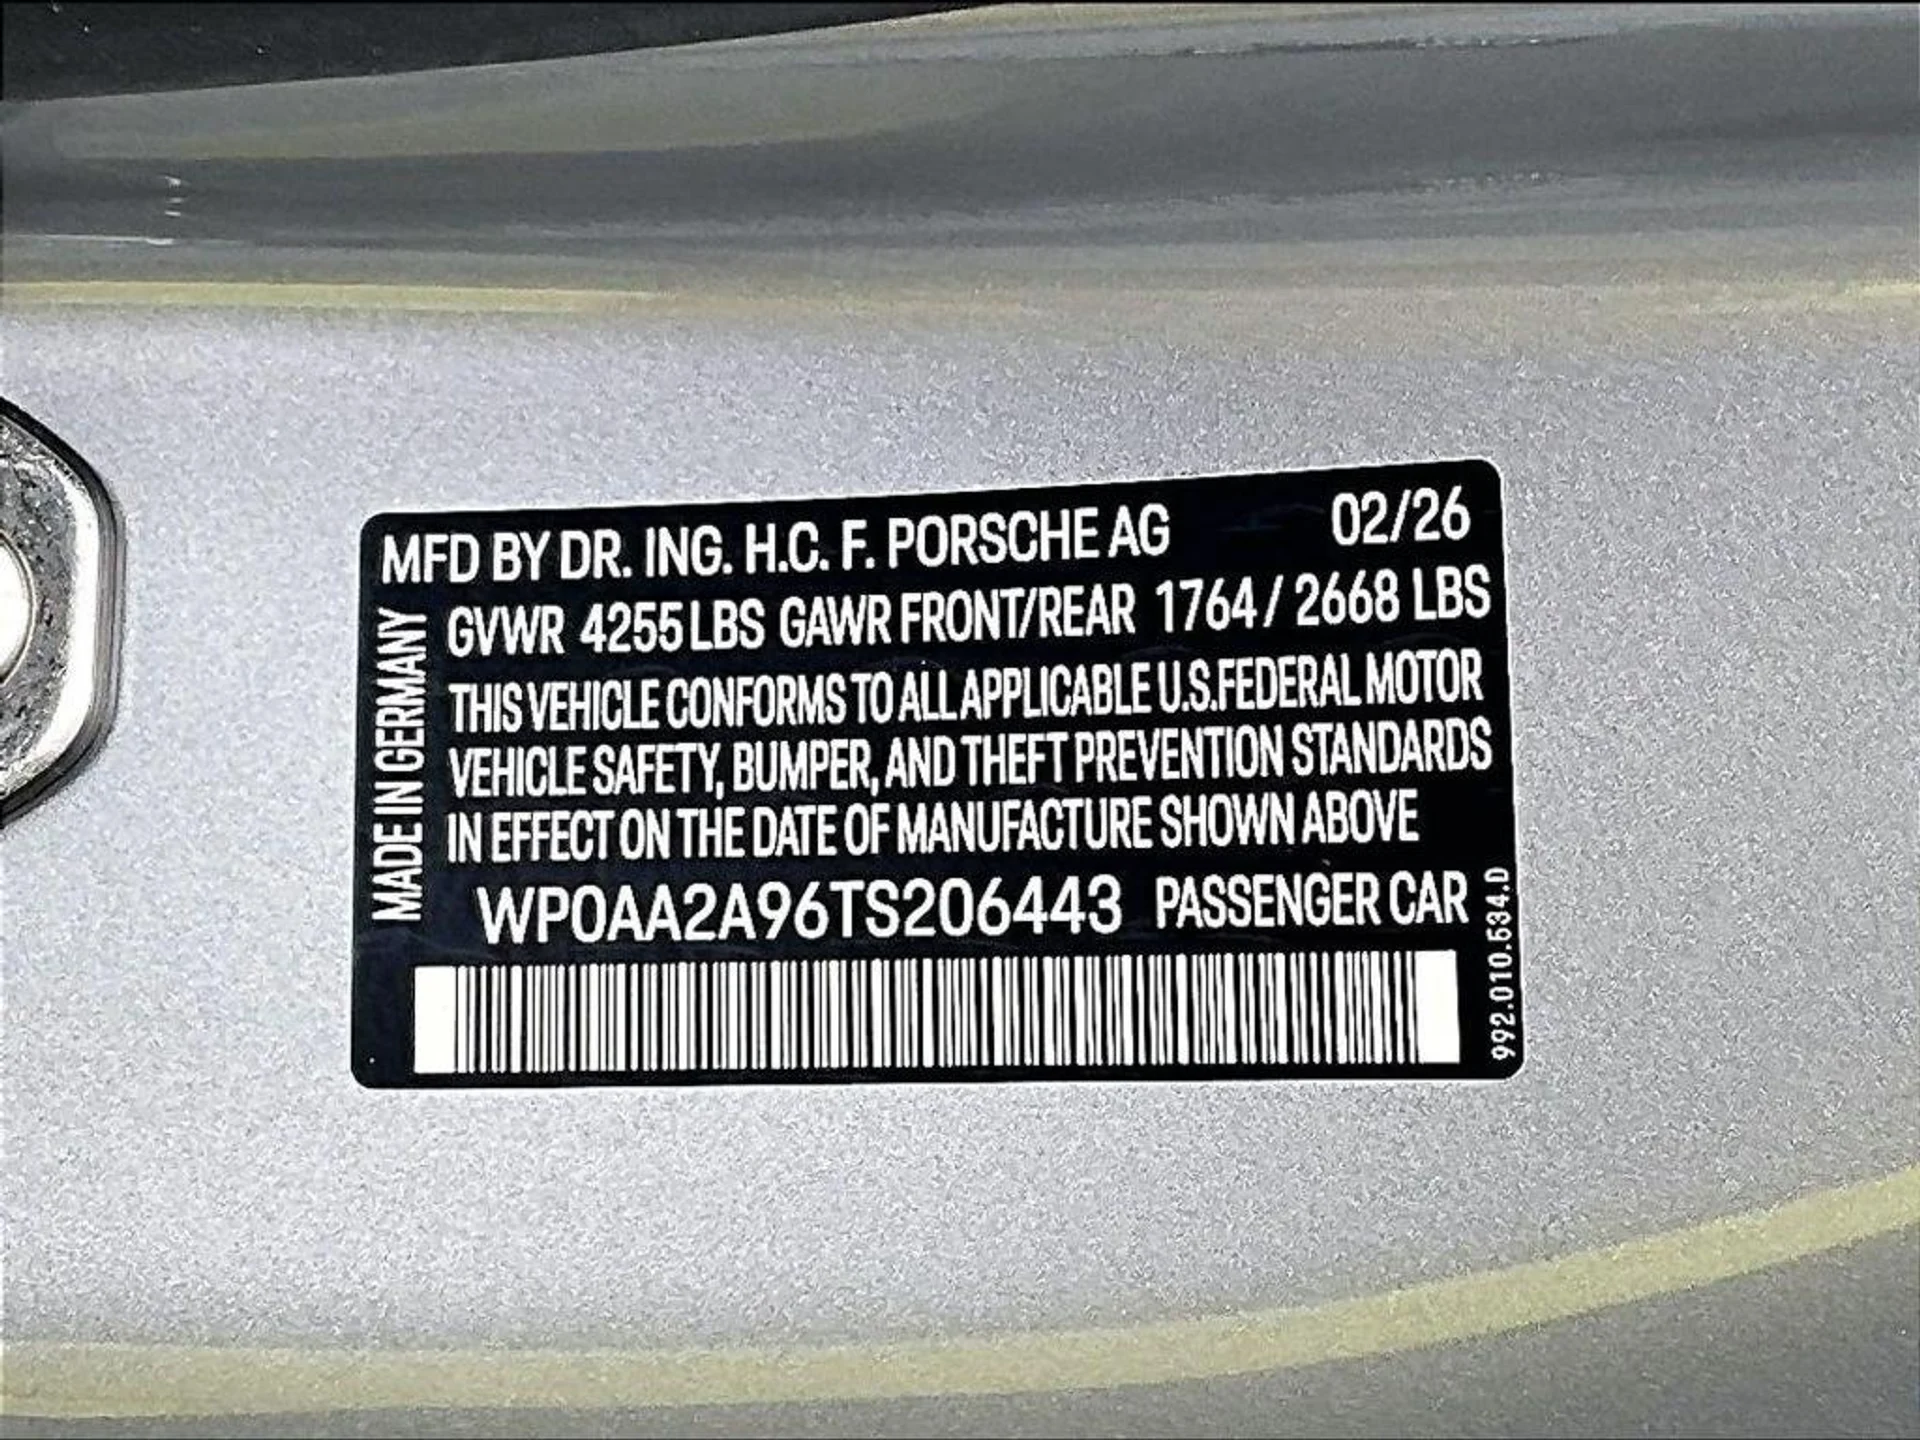 MFD BY DR. ING. H.C. F. PORSCHE AG 02/26
GVWR 4255 LBS GAWR FRONT/REAR 1764 / 2668 LBS
THIS VEHICLE CONFORMS TO ALL APPLICABLE U.S.FEDERAL MOTOR
VEHICLE SAFETY, BUMPER, AND THEFT PREVENTION STANDARDS
IN EFFECT ON THE DATE OF MANUFACTURE SHOWN ABOVE
WP0AA2A96TS206443 PASSENGER CAR
MADE IN GERMANY
992.010.534.D